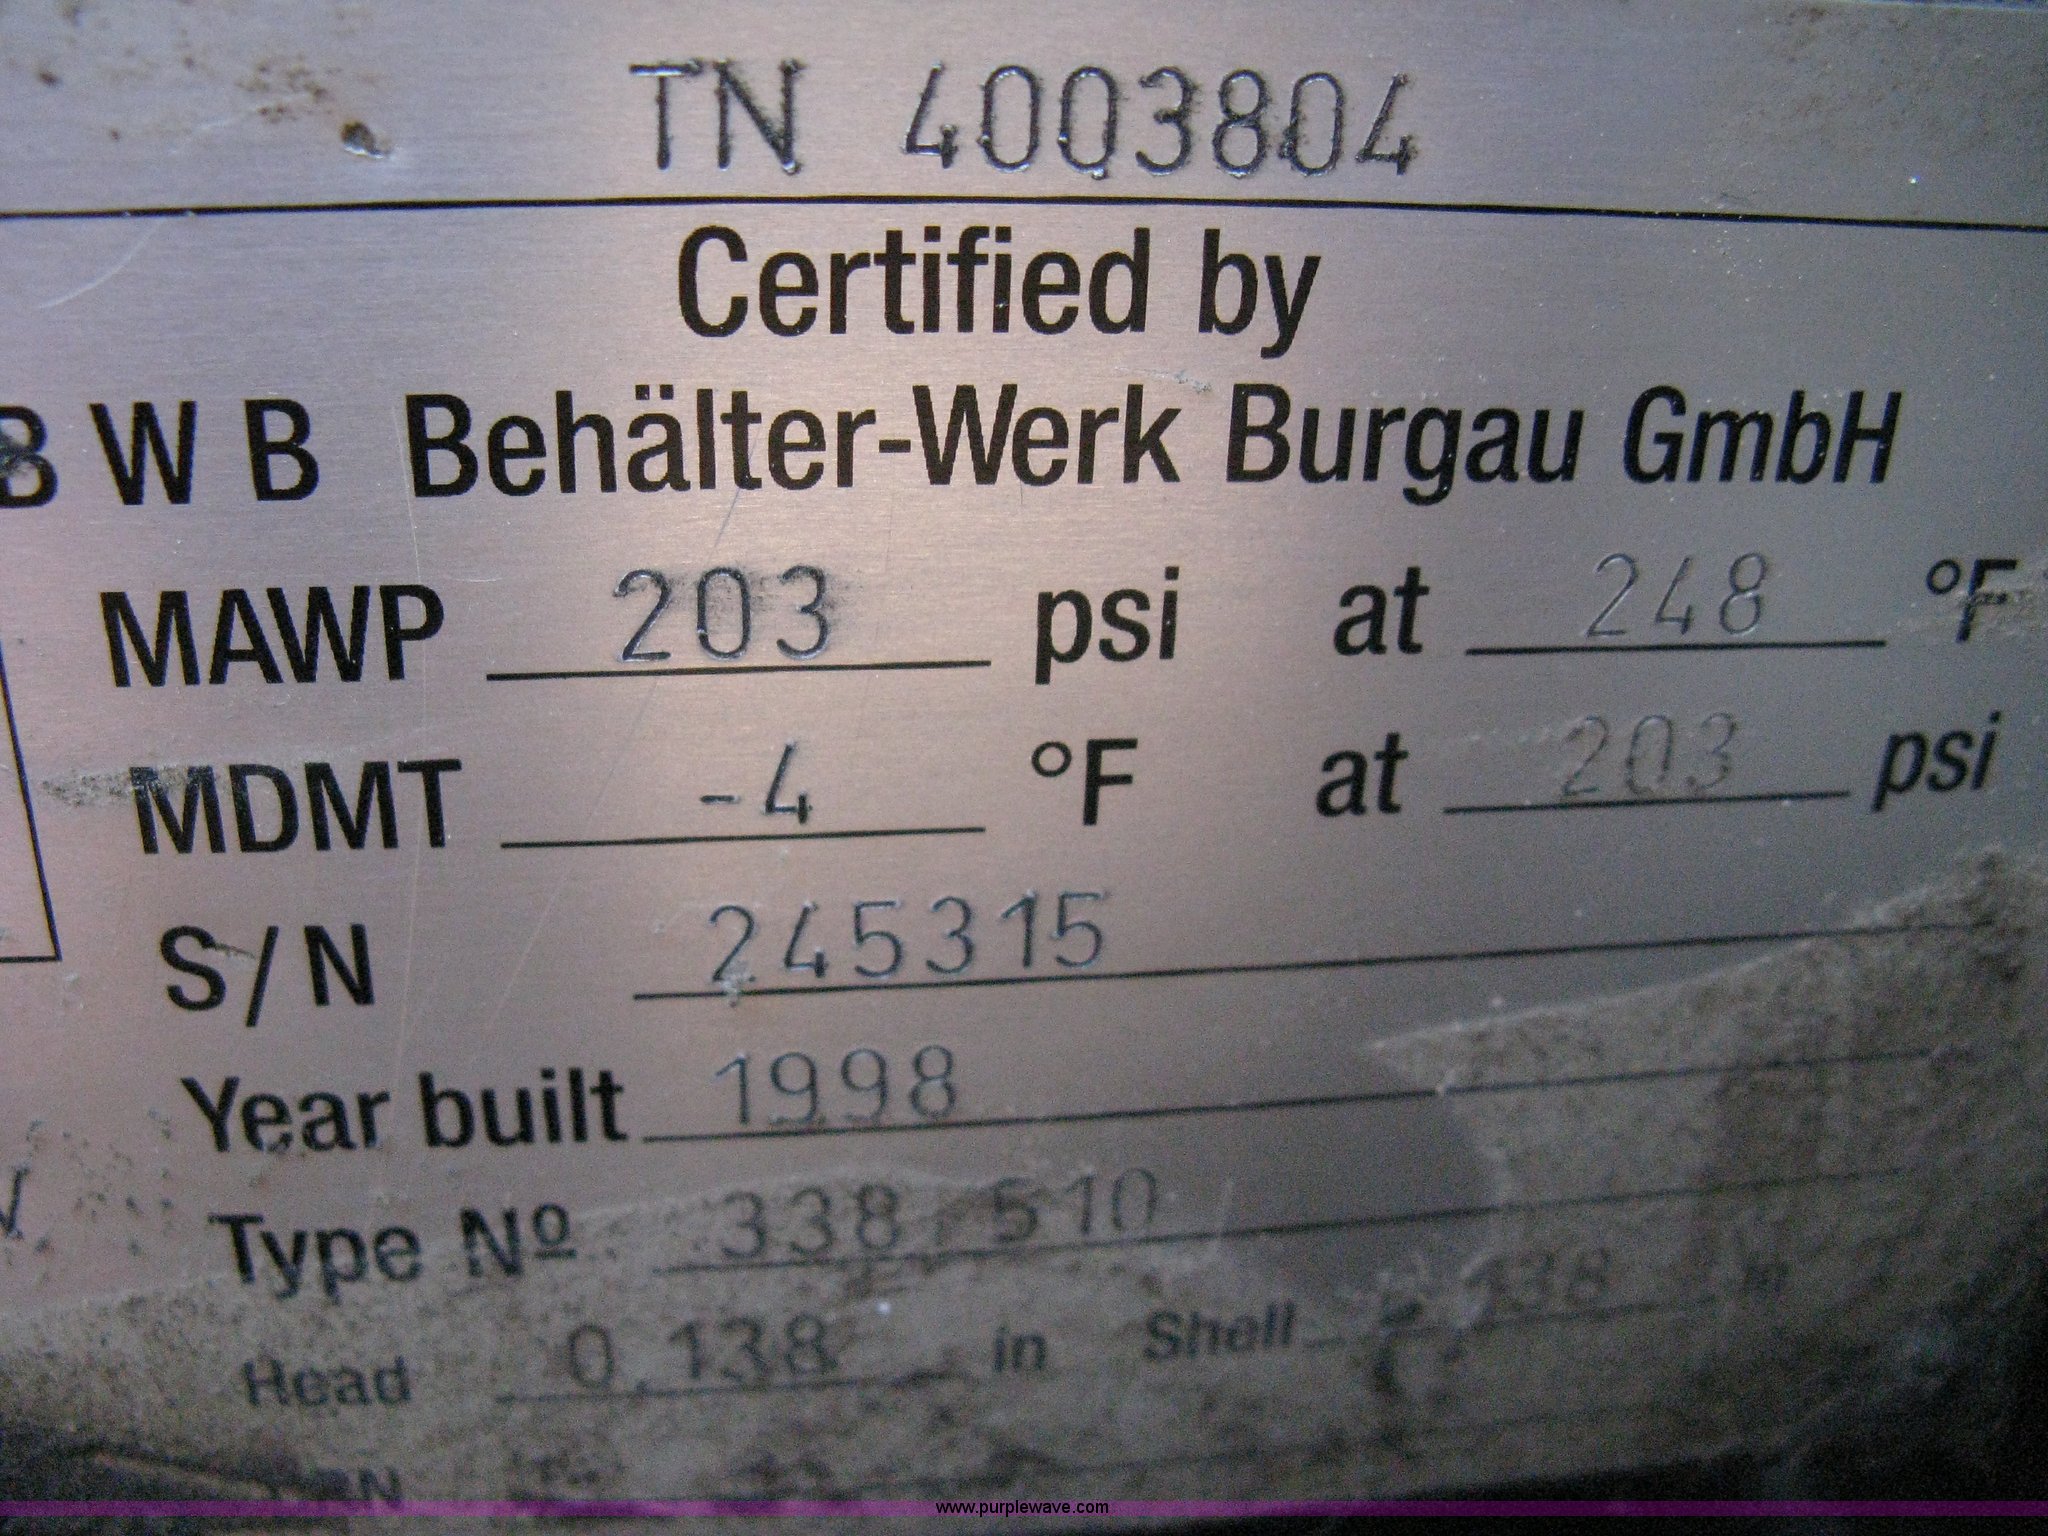 TN 4003804
Certified by
B W B Behälter-Werk Burgau GmbH
MAWP 203 psi at 248 °F
MDMT -4 °F at 203 psi
S/N 245315
Year built 1998
Type Nº 338 510
Head 0.138 in Shell
www.purplewave.com